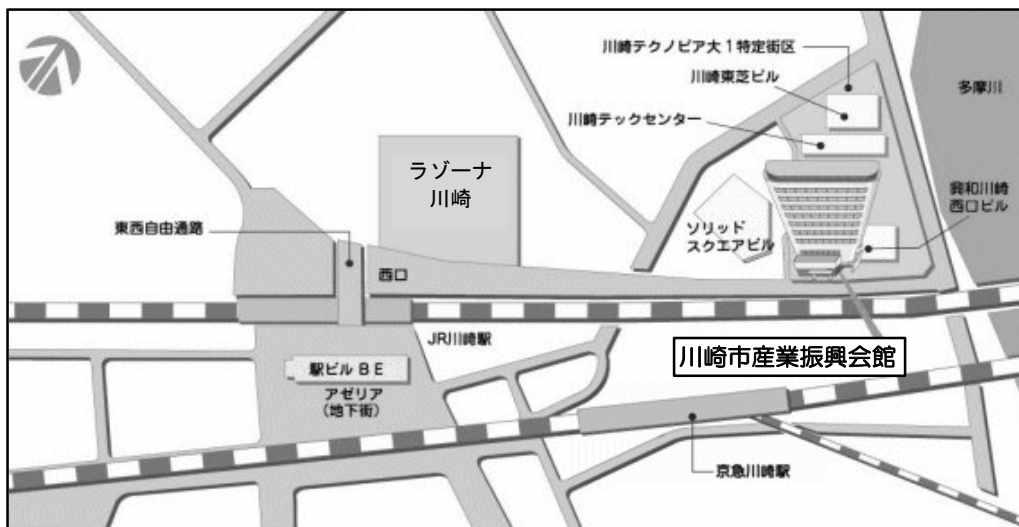 川崎テクノピア大1特定街区
川崎東芝ビル
多摩川
川崎テックセンター
ラゾーナ
川崎
興和川崎
西口ビル
東西自由通路
ソリッド
スクエアビル
西口
JR川崎駅
川崎市産業振興会館
駅ビルBE
アゼリア
(地下街)
京急川崎駅